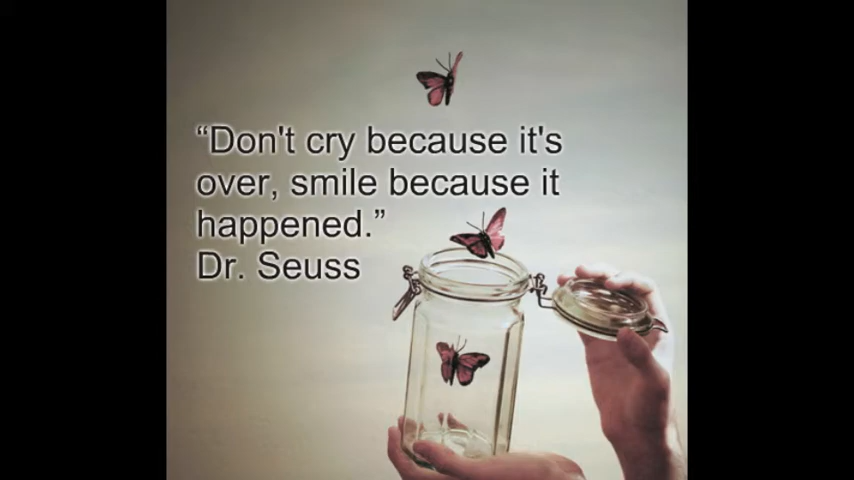 “Don't cry because it's
over, smile because it
happened.”
Dr. Seuss